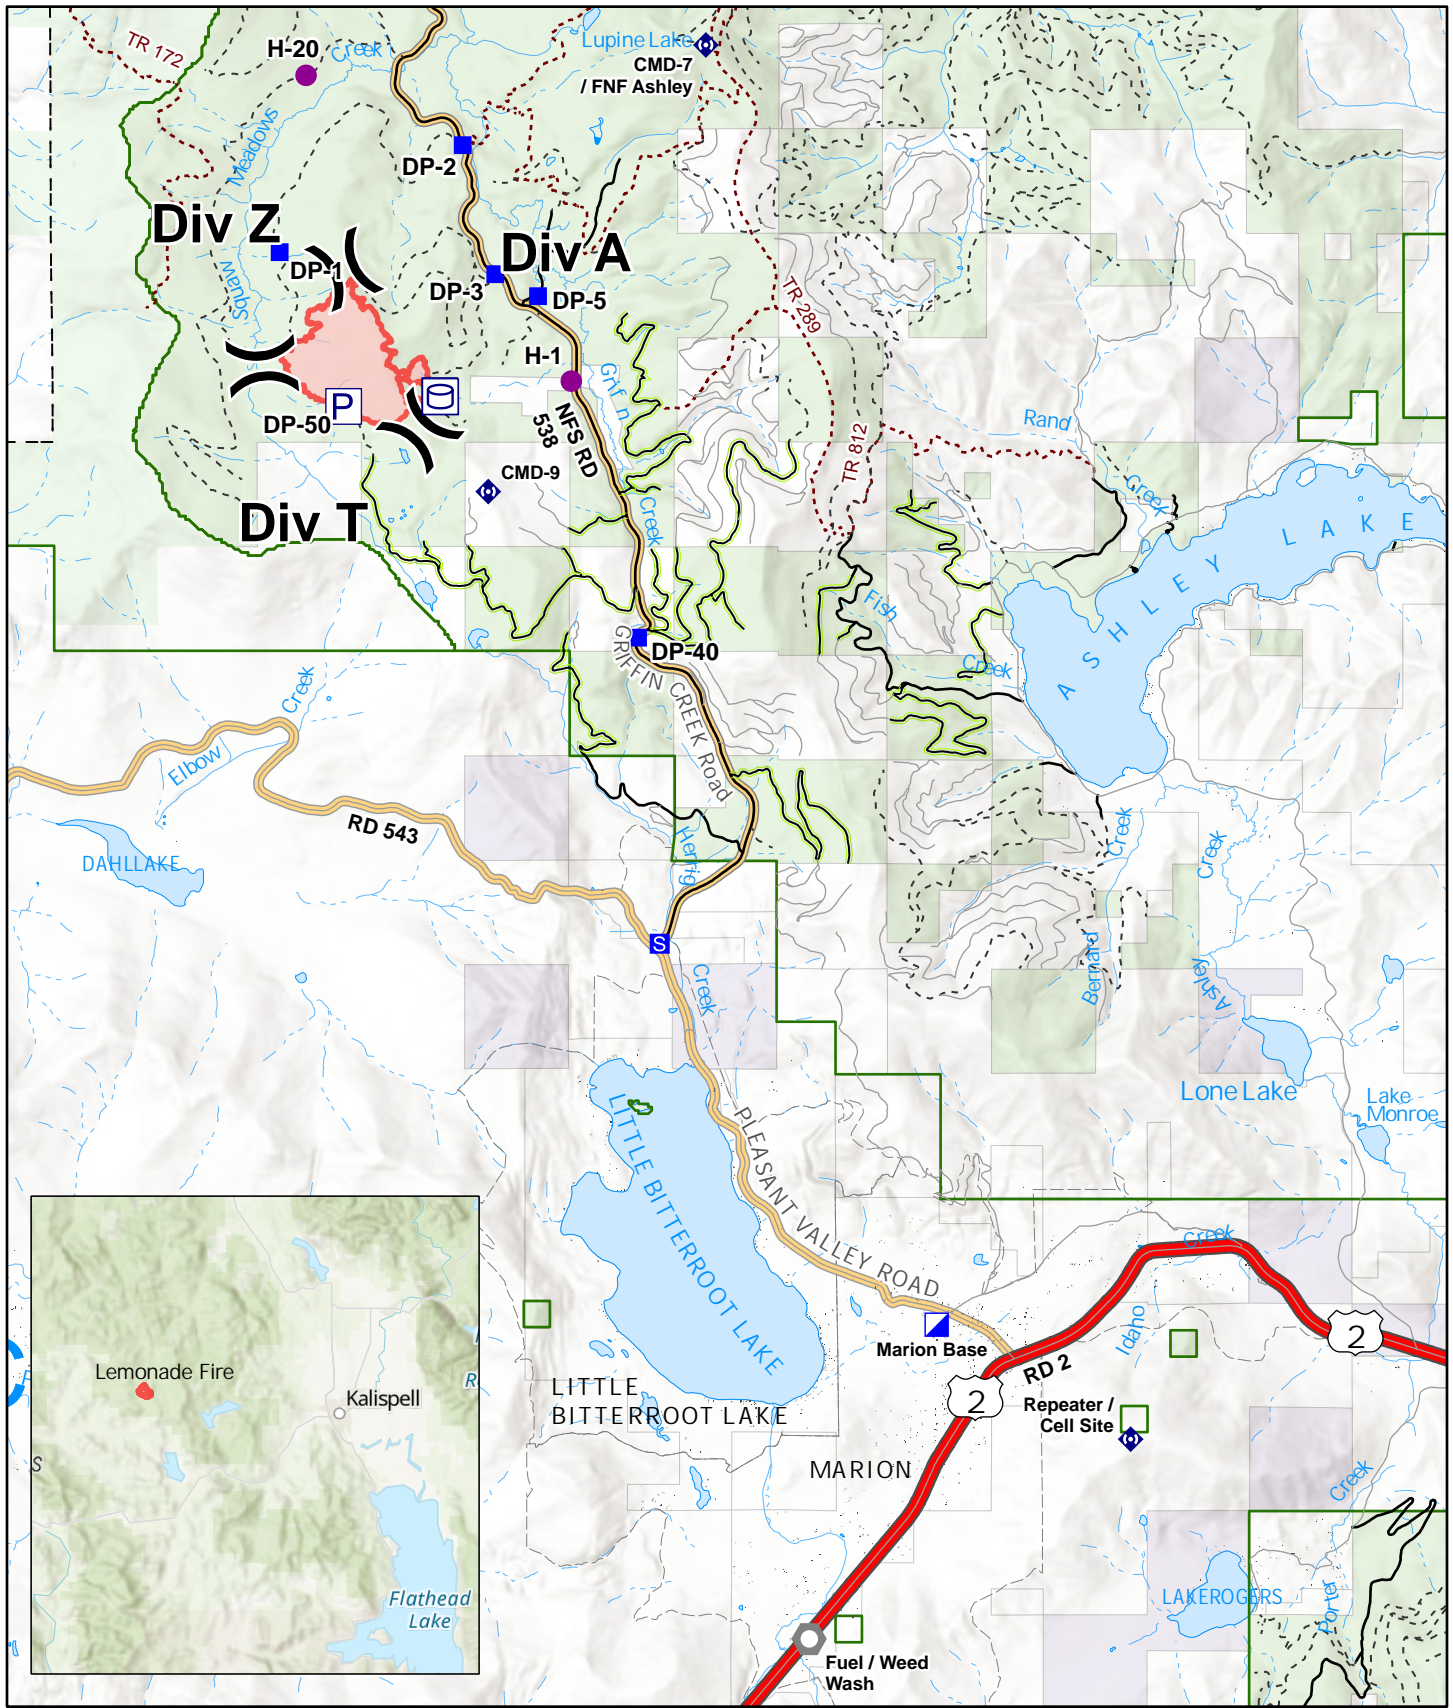 TR 172
H-20
Creek
Lupine Lake
CMD-7
/ FNF Ashley
Meadows
DP-2
Div Z
DP-1
Squaw
Div A
DP-3
DP-5
TR 289
H-1
Grif n
NFS RD
538
P
DP-50
CMD-9
TR 812
Rand
Creek
Creek
Div T
ASHLEY LAKE
Fish
Creek
DP-40
GRIFFIN CREEK Road
Creek
Elbow
RD 543
DAHLLAKE
Herrig
Creek
Creek
S
Creek
Bernard
Ashley
Lone Lake
Lake
Monroe
LITTLE BITTERROOT LAKE
PLEASANT VALLEY ROAD
Creek
Idaho
2
Marion Base
RD 2
2
Lemonade Fire
Kalispell
R
S
LITTLE
BITTERROOT LAKE
Repeater /
Cell Site
MARION
Creek
Flathead
Lake
LAKEROGERS
Porter
Fuel / Weed
Wash